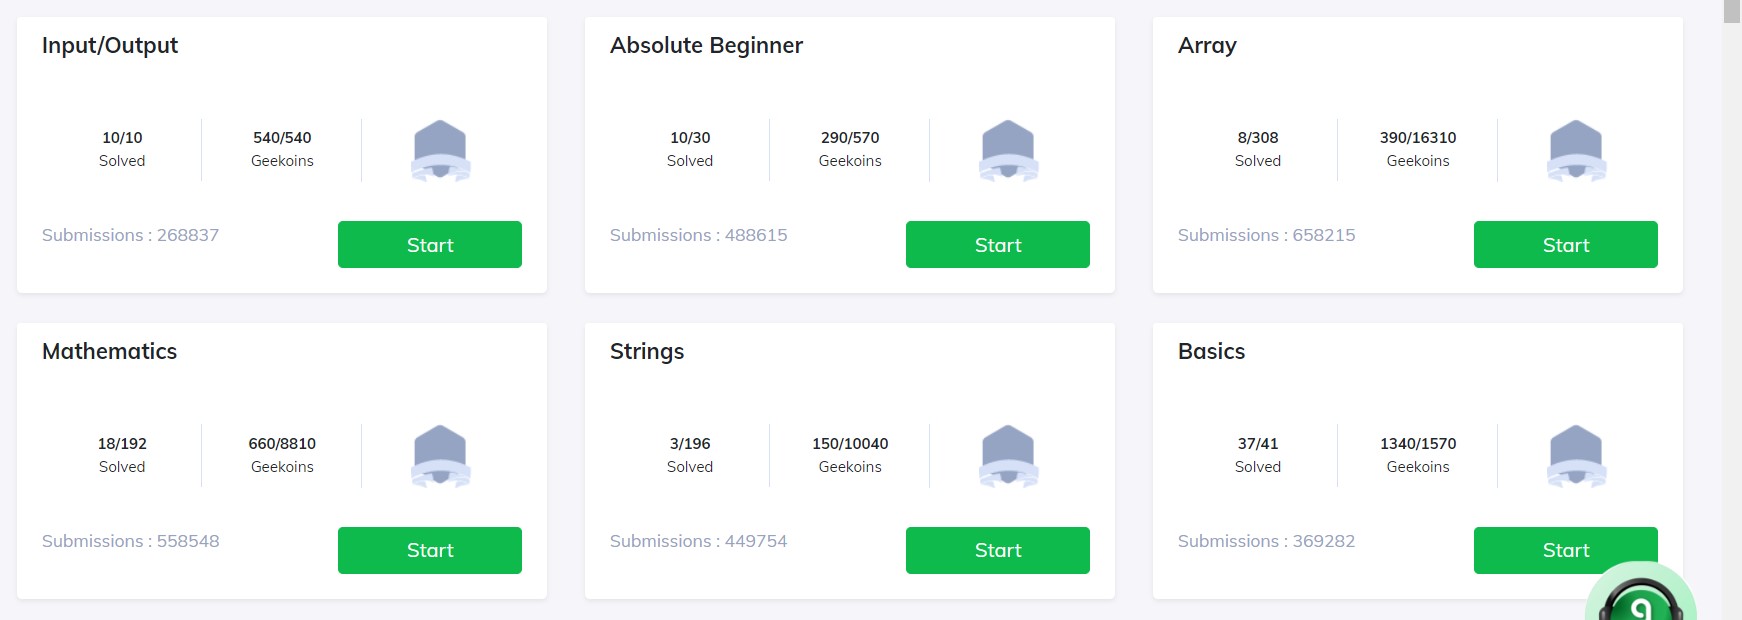 Input/Output
10/10
Solved
540/540
Geekoins
Submissions : 268837
Start
Absolute Beginner
10/30
Solved
290/570
Geekoins
Submissions : 488615
Start
Array
8/308
Solved
390/16310
Geekoins
Submissions : 658215
Start
Mathematics
18/192
Solved
660/8810
Geekoins
Submissions : 558548
Start
Strings
3/196
Solved
150/10040
Geekoins
Submissions : 449754
Start
Basics
37/41
Solved
1340/1570
Geekoins
Submissions : 369282
Start